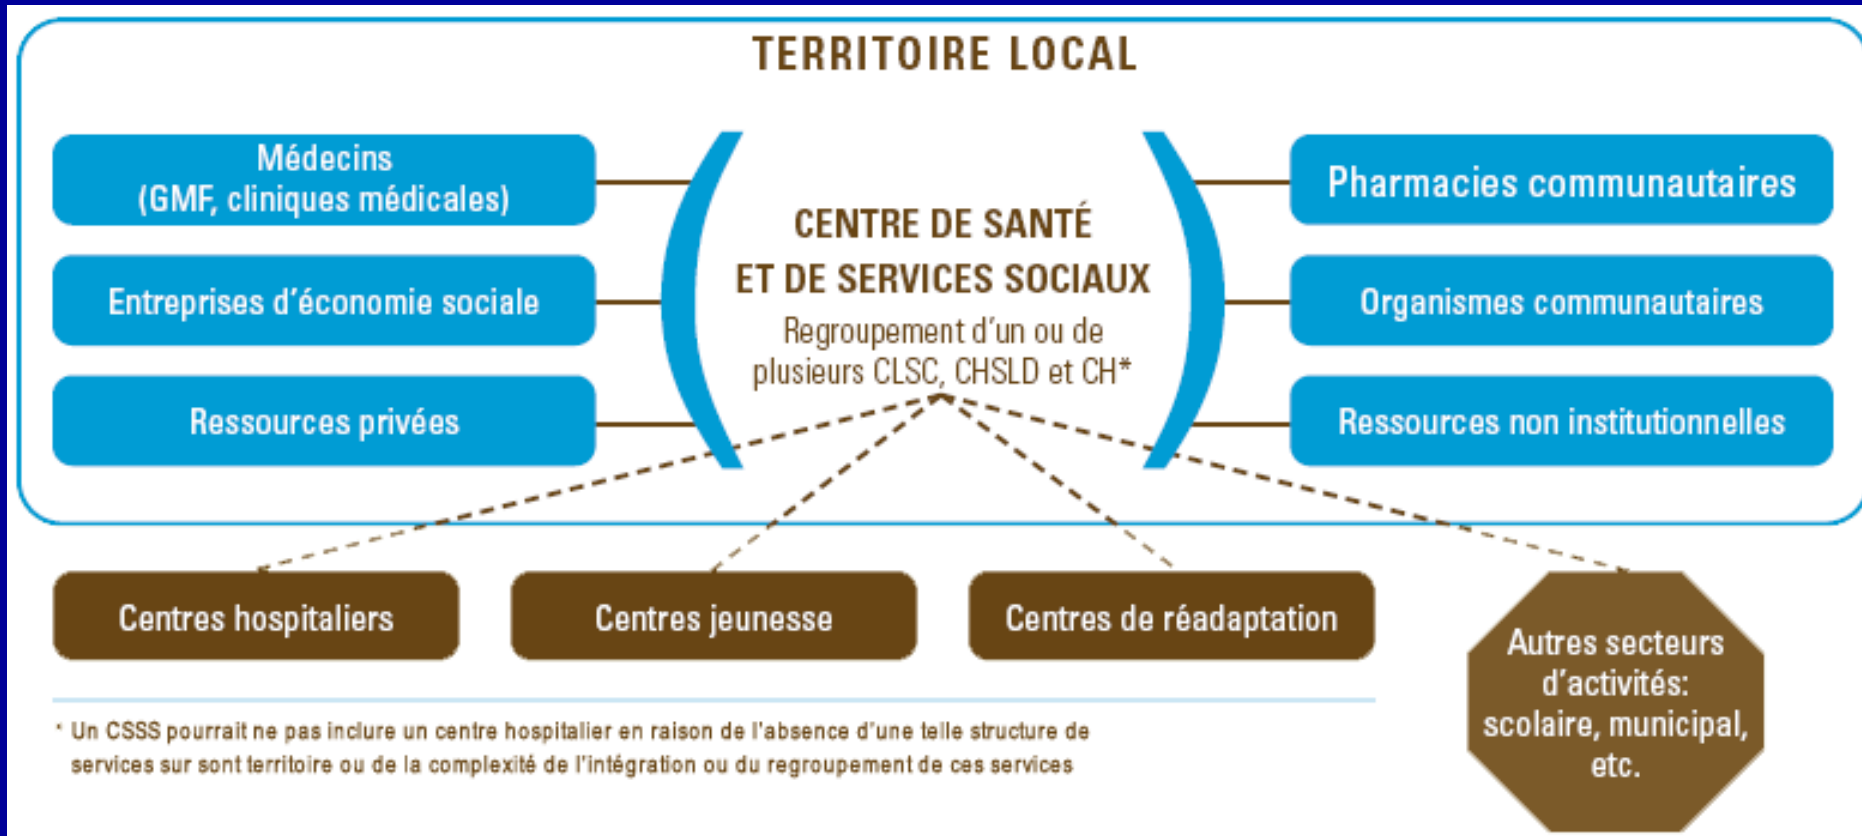 TERRITOIRE LOCAL
Médecins
(GMF, cliniques médicales)
Entreprises d'économie sociale
Ressources privées
CENTRE DE SANTÉ
ET DE SERVICES SOCIAUX
Regroupement d'un ou de
plusieurs CLSC, CHSLD et CH*
Pharmacies communautaires
Organismes communautaires
Ressources non institutionnelles
Centres hospitaliers
Centres jeunesse
Centres de réadaptation
Autres secteurs
d'activités:
scolaire, municipal,
etc.
* Un CSSS pourrait ne pas inclure un centre hospitalier en raison de l'absence d'une telle structure de
services sur sont territoire ou de la complexité de l'intégration ou du regroupement de ces services